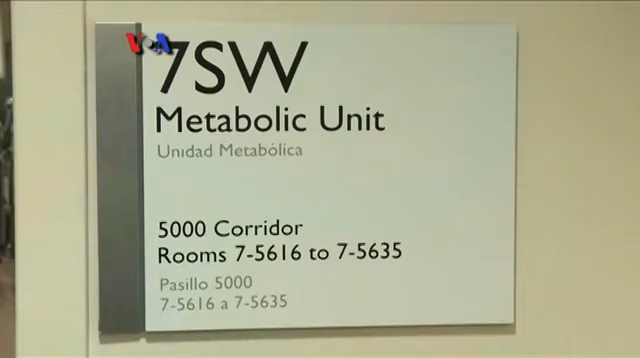 VOA
7SW
Metabolic Unit
Unidad Metabólica
5000 Corridor
Rooms 7-5616 to 7-5635
Pasillo 5000
7-5616 a 7-5635